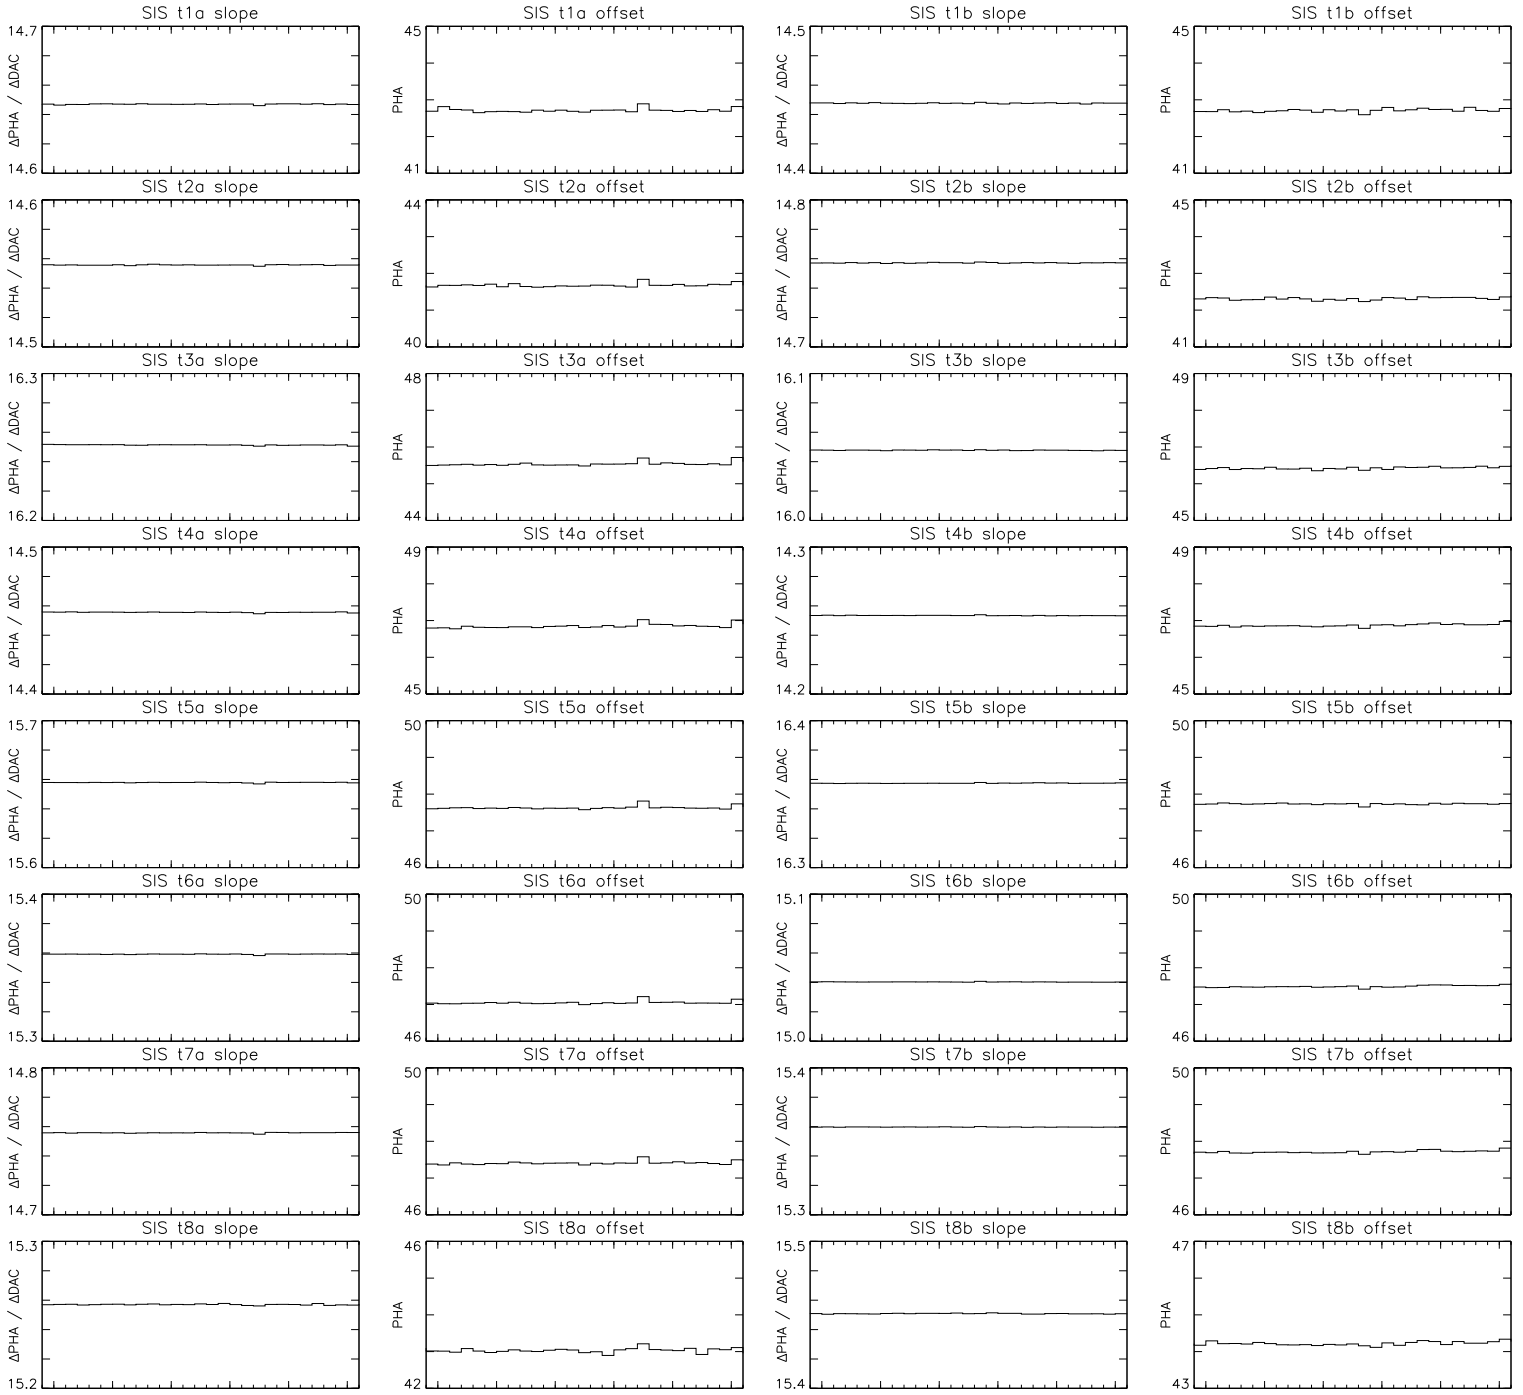 SIS t1a slope
SIS t1a offset
SIS t1b slope
SIS t1b offset
14.7
ΔPHA / ΔDAC
14.6
45
PHA
41
14.5
ΔPHA / ΔDAC
14.4
45
PHA
41
SIS t2a slope
SIS t2a offset
SIS t2b slope
SIS t2b offset
14.6
ΔPHA / ΔDAC
14.5
44
PHA
40
14.8
ΔPHA / ΔDAC
14.7
45
PHA
41
SIS t3a slope
SIS t3a offset
SIS t3b slope
SIS t3b offset
16.3
ΔPHA / ΔDAC
16.2
48
PHA
44
16.1
ΔPHA / ΔDAC
16.0
49
PHA
45
SIS t4a slope
SIS t4a offset
SIS t4b slope
SIS t4b offset
14.5
ΔPHA / ΔDAC
14.4
49
PHA
45
14.3
ΔPHA / ΔDAC
14.2
49
PHA
45
SIS t5a slope
SIS t5a offset
SIS t5b slope
SIS t5b offset
15.7
ΔPHA / ΔDAC
15.6
50
PHA
46
16.4
ΔPHA / ΔDAC
16.3
50
PHA
46
SIS t6a slope
SIS t6a offset
SIS t6b slope
SIS t6b offset
15.4
ΔPHA / ΔDAC
15.3
50
PHA
46
15.1
ΔPHA / ΔDAC
15.0
50
PHA
46
SIS t7a slope
SIS t7a offset
SIS t7b slope
SIS t7b offset
14.8
ΔPHA / ΔDAC
14.7
50
PHA
46
15.4
ΔPHA / ΔDAC
15.3
50
PHA
46
SIS t8a slope
SIS t8a offset
SIS t8b slope
SIS t8b offset
15.3
ΔPHA / ΔDAC
15.2
46
PHA
42
15.5
ΔPHA / ΔDAC
15.4
47
PHA
43